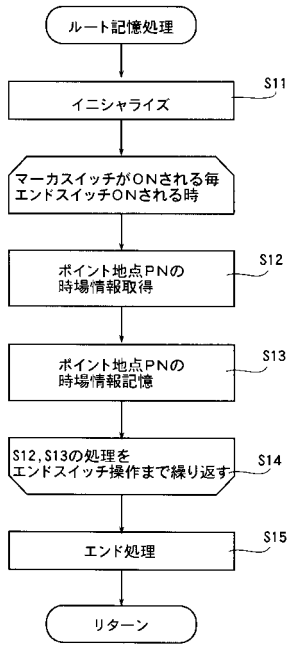 ルート記憶処理
S11
イニシャライズ
マーカスイッチがONされる毎
エンドスイッチONされる時
S12
ポイント地点PNの
時場情報取得
S13
ポイント地点PNの
時場情報記憶
S12,S13の処理を
エンドスイッチ操作まで繰り返す
S14
S15
エンド処理
リターン